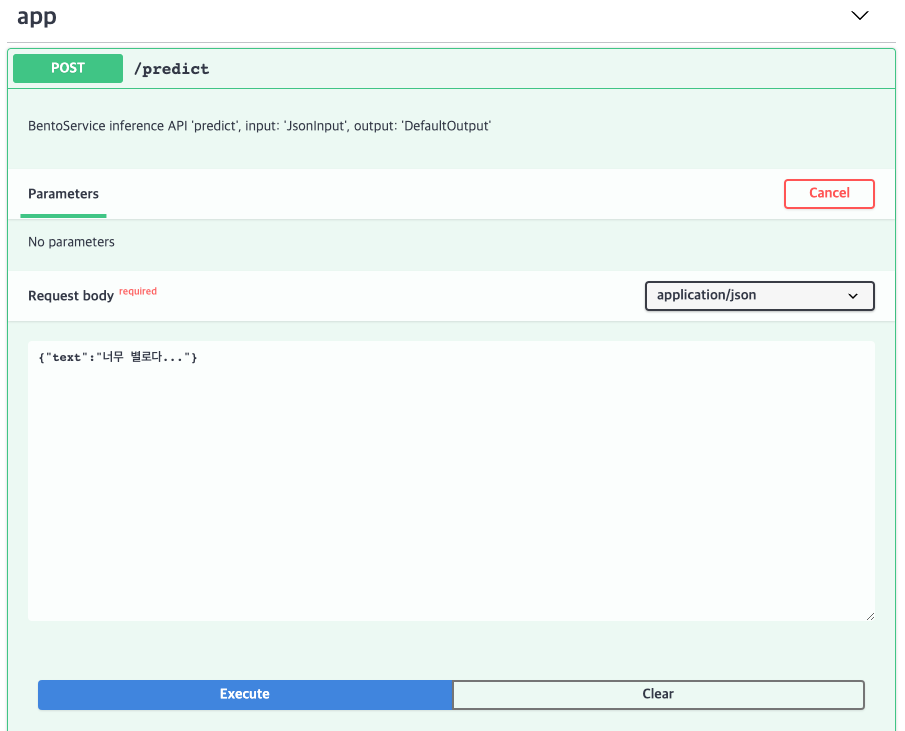 app
POST /predict
BentoService inference API 'predict', input: 'JsonInput', output: 'DefaultOutput'
Parameters Cancel
No parameters
Request body required application/json
{"text":"너무 별로다..."}
Execute Clear